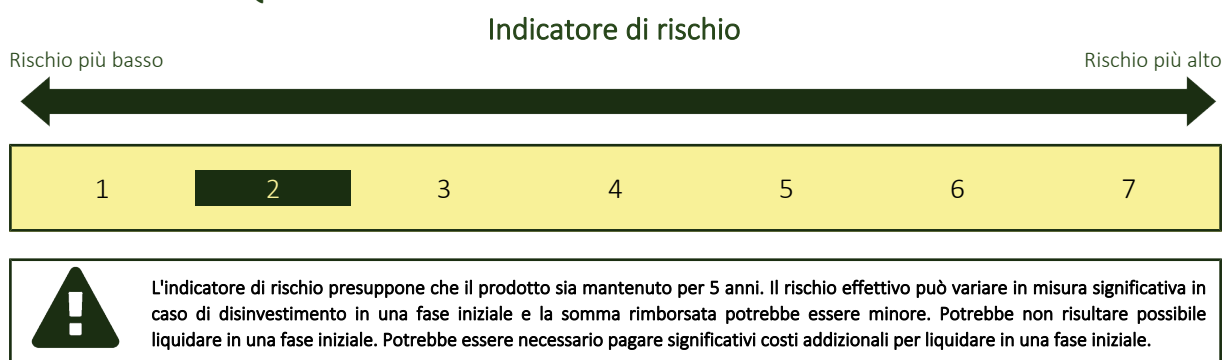 Indicatore di rischio
Rischio più basso
Rischio più alto
1 2 3 4 5 6 7
L'indicatore di rischio presuppone che il prodotto sia mantenuto per 5 anni. Il rischio effettivo può variare in misura significativa in
caso di disinvestimento in una fase iniziale e la somma rimborsata potrebbe essere minore. Potrebbe non risultare possibile
liquidare in una fase iniziale. Potrebbe essere necessario pagare significativi costi addizionali per liquidare in una fase iniziale.